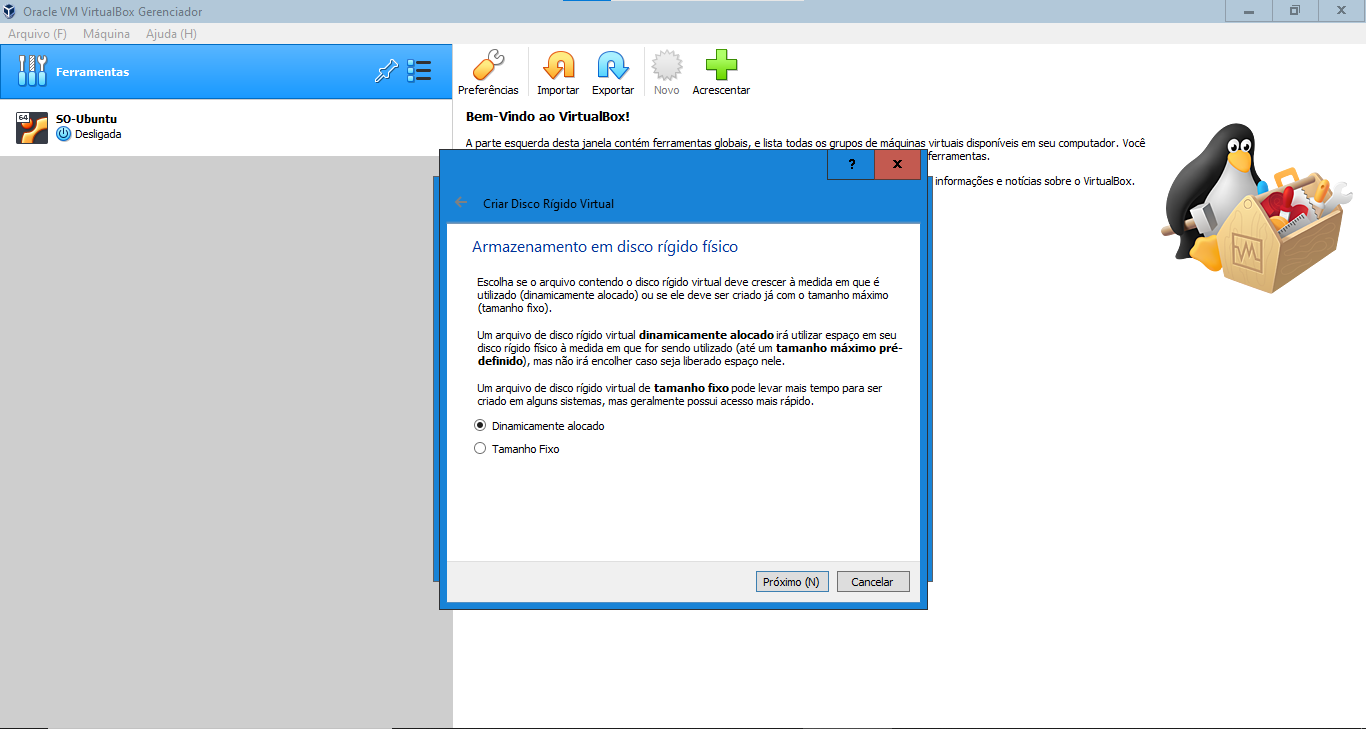 Oracle VM VirtualBox Gerenciador
Arquivo (F) Máquina Ajuda (H)
Ferramentas
64
SO-Ubuntu
Desligada
Preferências Importar Exportar Novo Acrescentar
Bem-Vindo ao VirtualBox!
A parte esquerda desta janela contém ferramentas globais, e lista todas os grupos de máquinas virtuais disponíveis em seu computador. Você
ferramentas.
informações e notícias sobre o VirtualBox.
? x
Criar Disco Rígido Virtual
Armazenamento em disco rígido físico
Escolha se o arquivo contendo o disco rígido virtual deve crescer à medida em que é
utilizado (dinamicamente alocado) ou se ele deve ser criado já com o tamanho máximo
(tamanho fixo).
Um arquivo de disco rígido virtual dinamicamente alocado irá utilizar espaço em seu
disco rígido físico à medida em que for sendo utilizado (até um tamanho máximo pré-
definido), mas não irá encolher caso seja liberado espaço nele.
Um arquivo de disco rígido virtual de tamanho fixo pode levar mais tempo para ser
criado em alguns sistemas, mas geralmente possui acesso mais rápido.
Dinamicamente alocado
Tamanho Fixo
Próximo (N) Cancelar